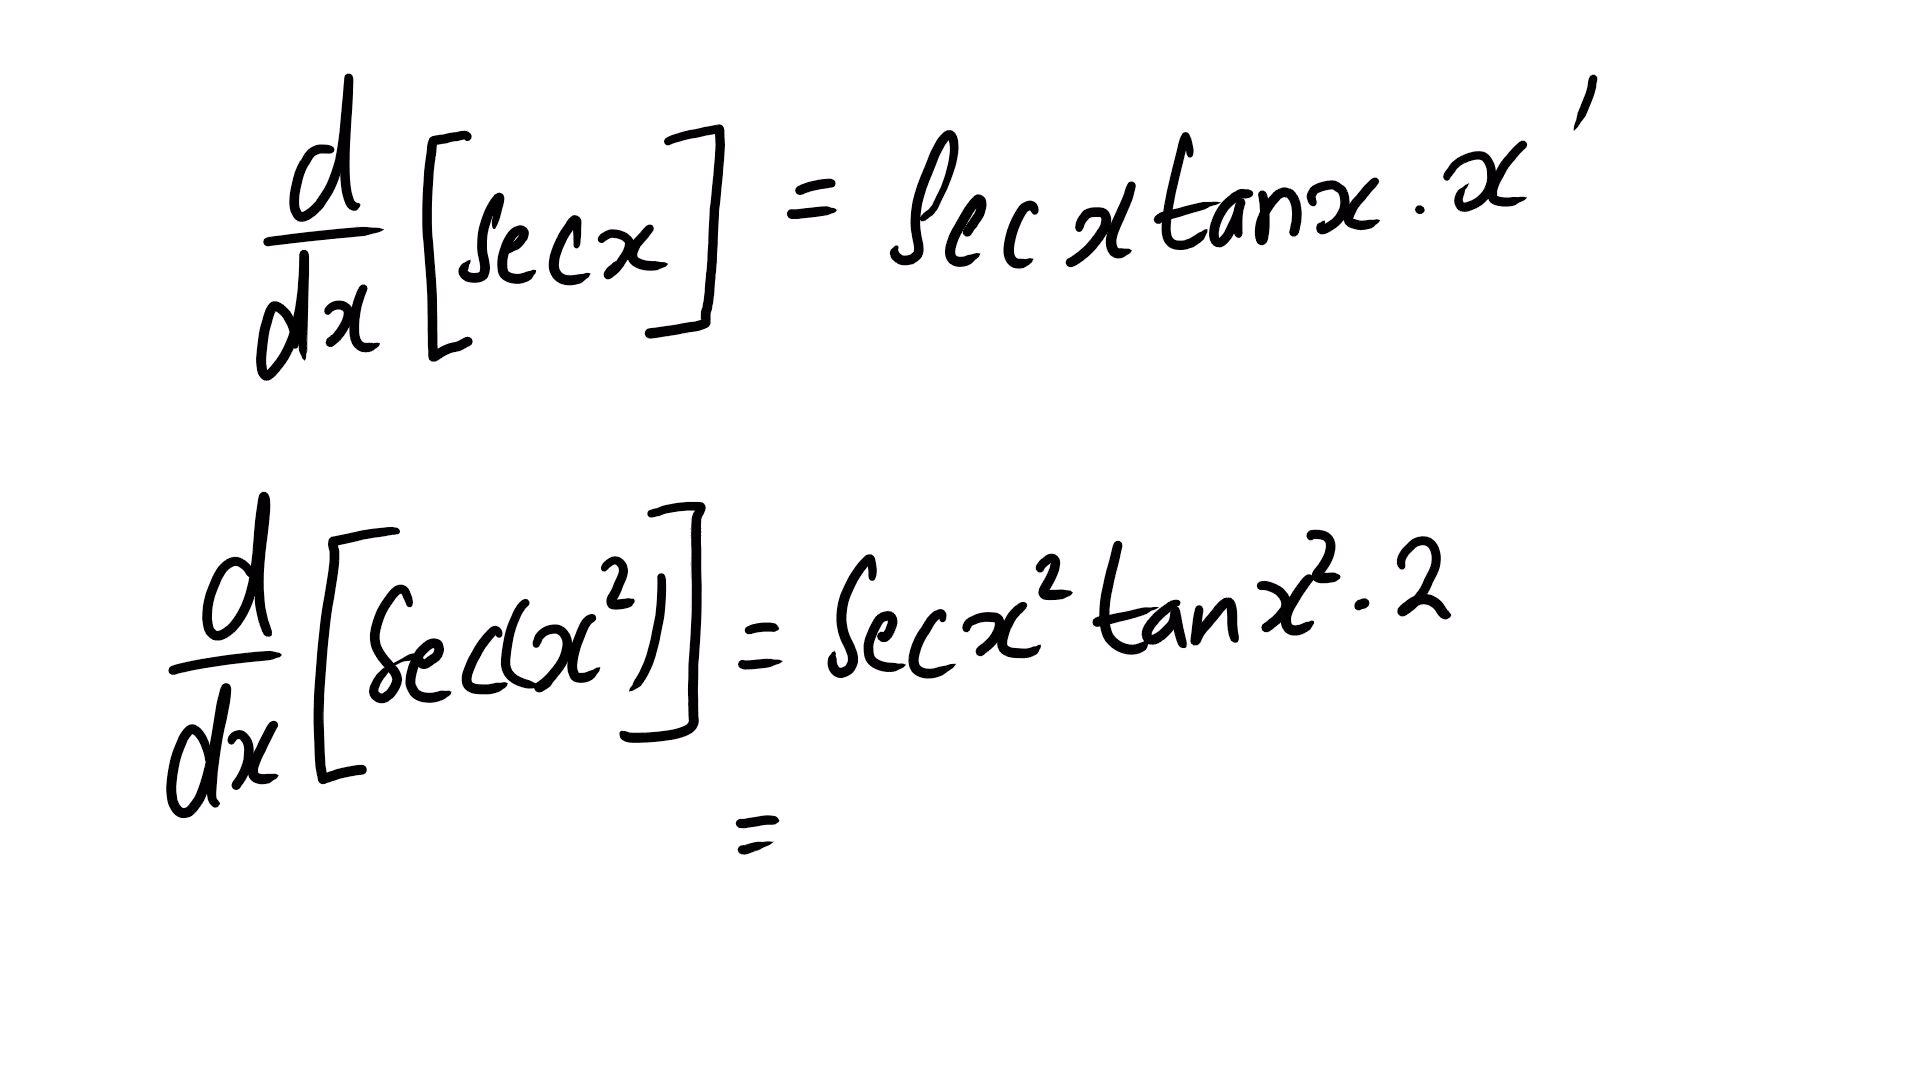 d/dx [sec x] = sec x tan x . x'
d/dx [sec(x²)] = sec x² tan x² . 2
=